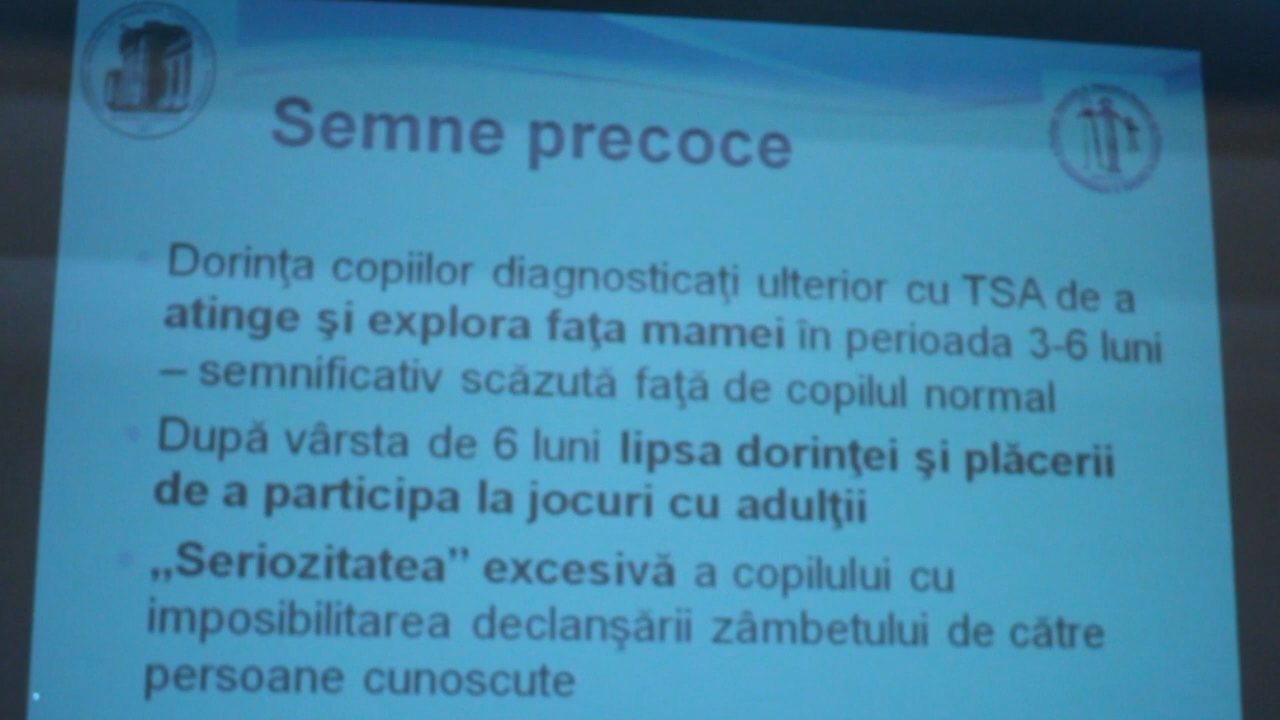 Semne precoce
Dorinţa copiilor diagnosticaţi ulterior cu TSA de a
atinge şi explora faţa mamei în perioada 3-6 luni
– semnificativ scăzută faţă de copilul normal
După vârsta de 6 luni lipsa dorinţei şi plăcerii
de a participa la jocuri cu adulţii
„Seriozitatea” excesivă a copilului cu
imposibilitarea declanşării zâmbetului de către
persoane cunoscute